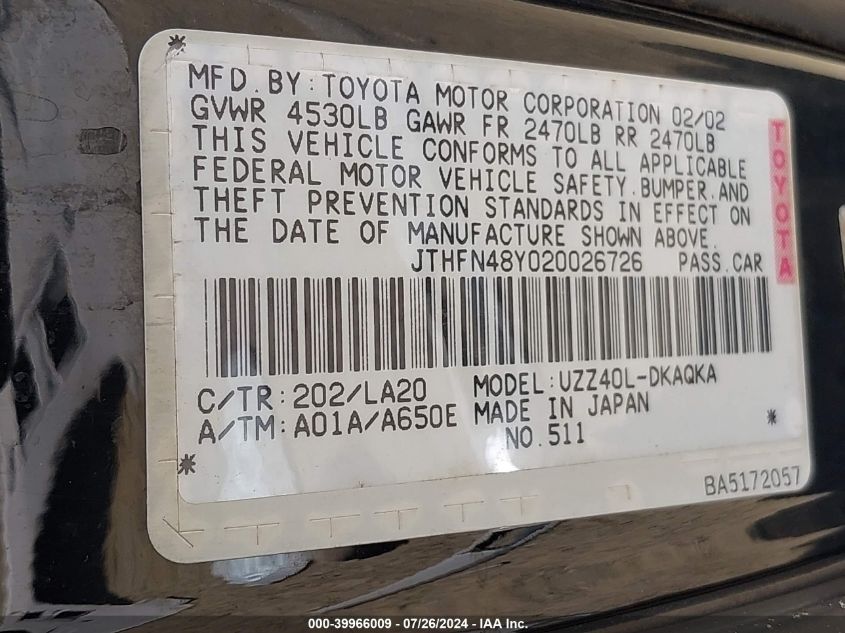 MFD.BY:TOYOTA MOTOR CORPORATION 02/02
GVWR 4530LB GAWR FR 2470LB RR 2470LB
THIS VEHICLE CONFORMS TO ALL APPLICABLE
FEDERAL MOTOR VEHICLE SAFETY.BUMPER.AND
THEFT PREVENTION STANDARDS IN EFFECT ON
THE DATE OF MANUFACTURE SHOWN ABOVE.
JTHFN48Y020026726 PASS.CAR
TOYOTA
C/TR:202/LA20 MODEL:UZZ40L-DKAQKA
A/TM:A01A/A650E MADE IN JAPAN
NO.511
BA5172057
000-39966009 / 07/26/2024 - IAA Inc.